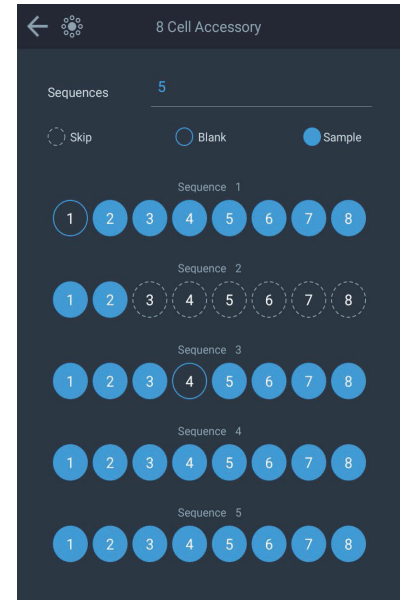 8 Cell Accessory
Sequences 5
Skip Blank Sample
Sequence 1
1 2 3 4 5 6 7 8
Sequence 2
1 2 3 4 5 6 7 8
Sequence 3
1 2 3 4 5 6 7 8
Sequence 4
1 2 3 4 5 6 7 8
Sequence 5
1 2 3 4 5 6 7 8